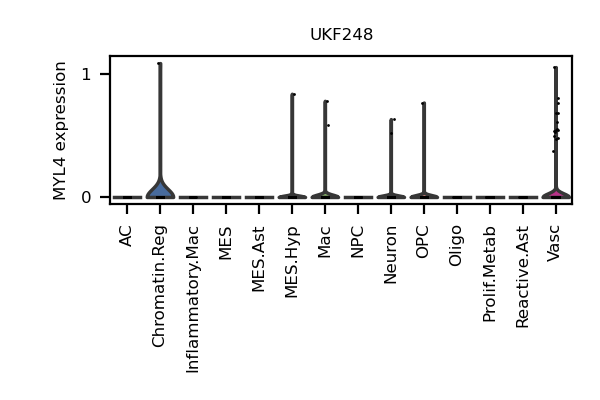 UKF248
MYL4 expression
1
0
AC
Chromatin.Reg
Inflammatory.Mac
MES
MES.Ast
MES.Hyp
Mac
NPC
Neuron
OPC
Oligo
Prolif.Metab
Reactive.Ast
Vasc